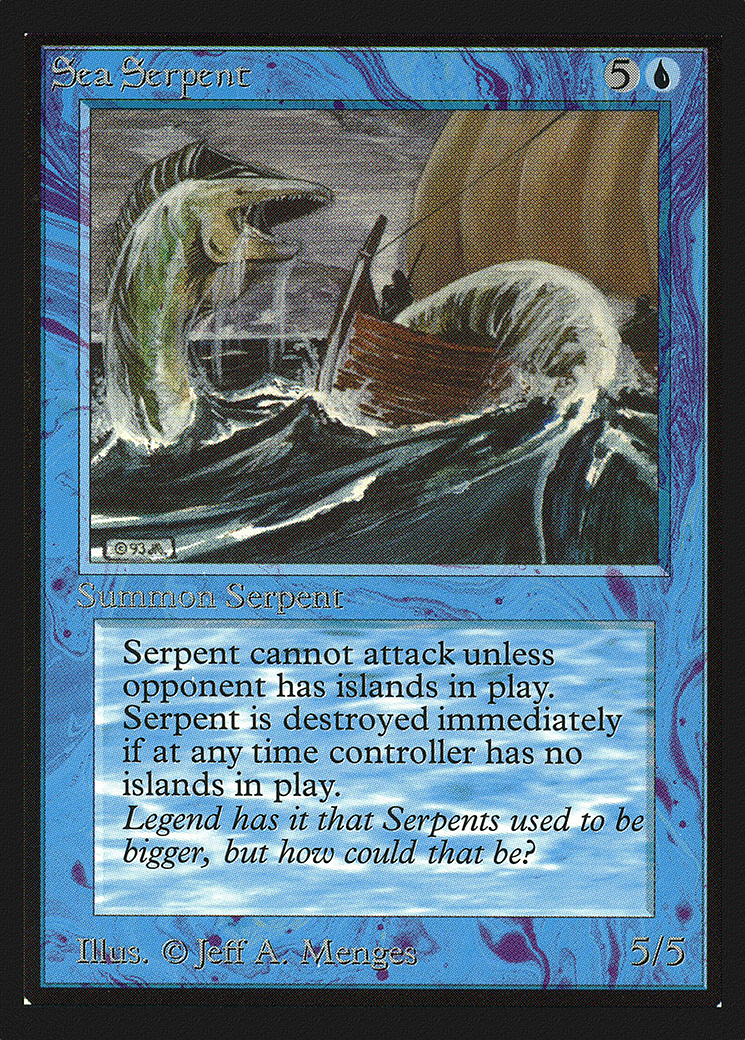 Sea Serpent 5
©93
Summon Serpent
Serpent cannot attack unless
opponent has islands in play.
Serpent is destroyed immediately
if at any time controller has no
islands in play.
Legend has it that Serpents used to be
bigger, but how could that be?
Illus. © Jeff A. Menges 5/5